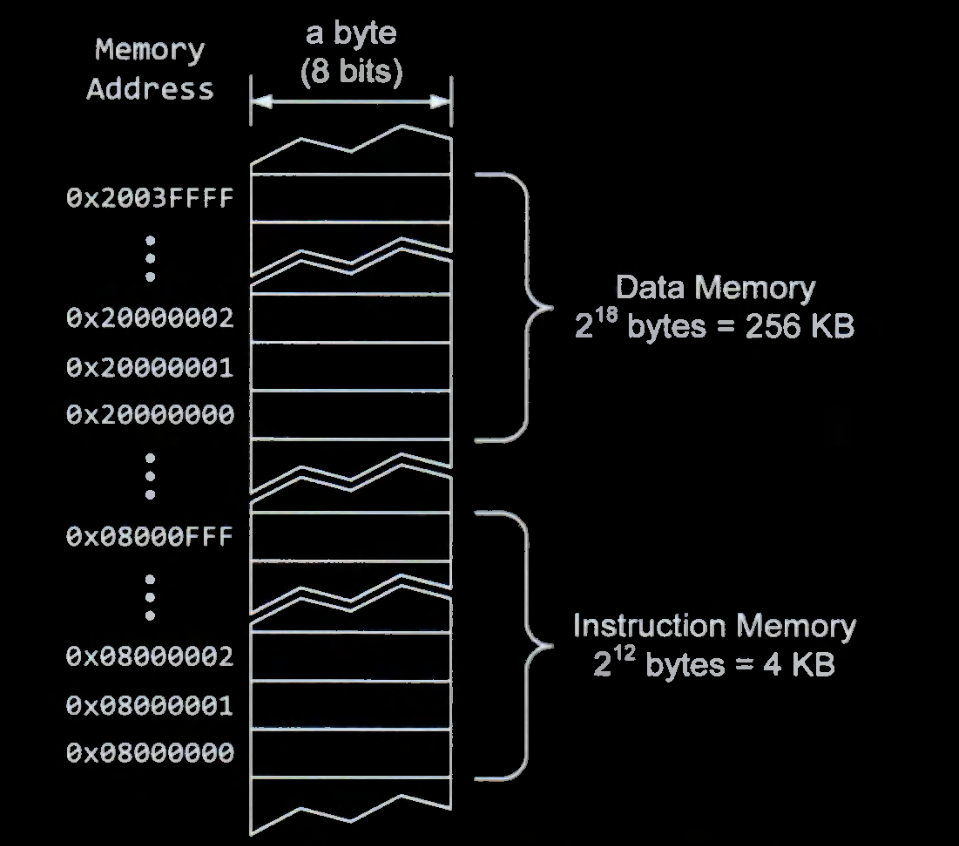 Memory
Address
a byte
(8 bits)
0x2003FFFF
0x20000002
0x20000001
0x20000000
Data Memory
2^18 bytes = 256 KB
0x08000FFF
0x08000002
0x08000001
0x08000000
Instruction Memory
2^12 bytes = 4 KB